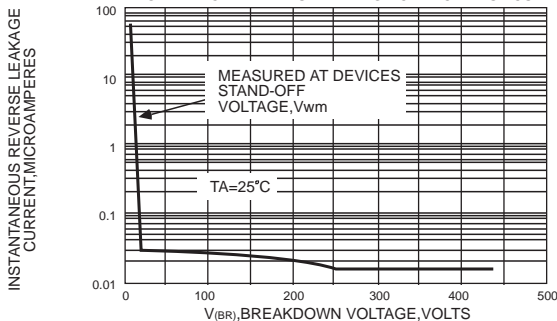 INSTANTANEOUS REVERSE LEAKAGE
CURRENT,MICROAMPERES
100
10
1
0.1
0.01
MEASURED AT DEVICES
STAND-OFF
VOLTAGE,Vwm
TA=25°C
0 100 200 300 400 500
V(BR),BREAKDOWN VOLTAGE,VOLTS